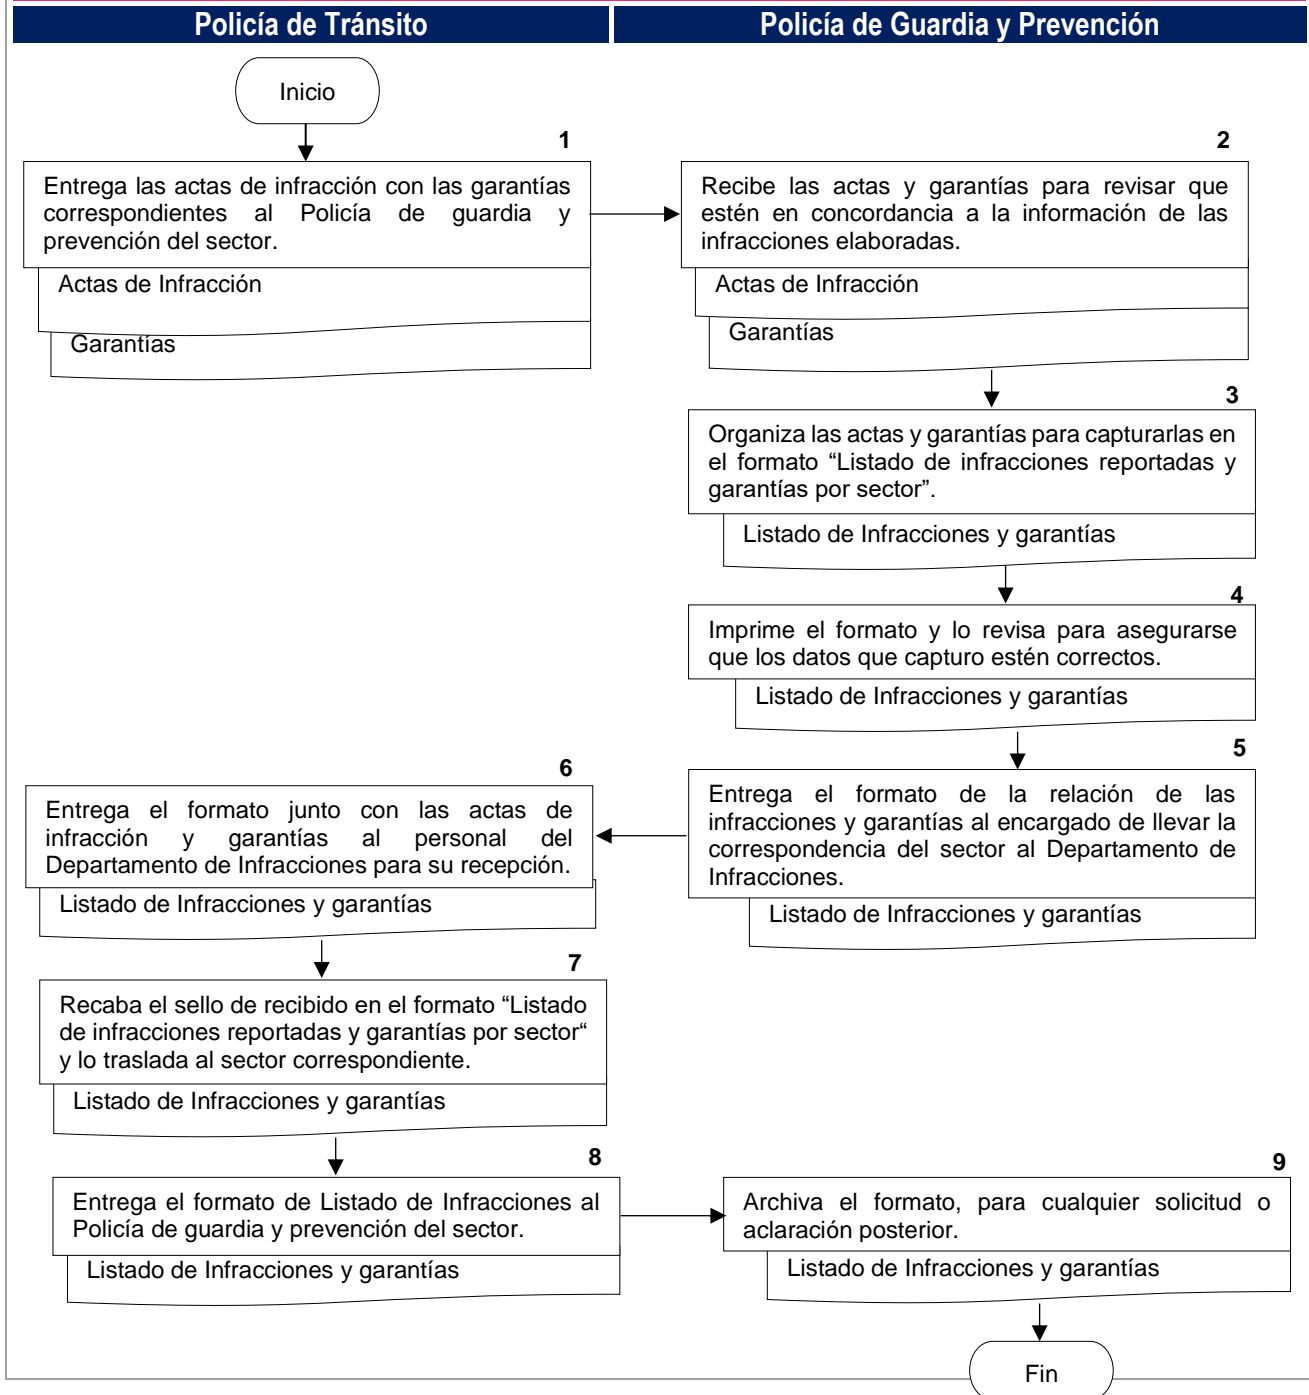 Policía de Tránsito
Policía de Guardia y Prevención
Inicio
1
Entrega las actas de infracción con las garantías
correspondientes al Policía de guardia y
prevención del sector.
Actas de Infracción
Garantías
2
Recibe las actas y garantías para revisar que
estén en concordancia a la información de las
infracciones elaboradas.
Actas de Infracción
Garantías
3
Organiza las actas y garantías para capturarlas en
el formato “Listado de infracciones reportadas y
garantías por sector”.
Listado de Infracciones y garantías
4
Imprime el formato y lo revisa para asegurarse
que los datos que capturo estén correctos.
Listado de Infracciones y garantías
5
Entrega el formato de la relación de las
infracciones y garantías al encargado de llevar la
correspondencia del sector al Departamento de
Infracciones.
Listado de Infracciones y garantías
6
Entrega el formato junto con las actas de
infracción y garantías al personal del
Departamento de Infracciones para su recepción.
Listado de Infracciones y garantías
7
Recaba el sello de recibido en el formato “Listado
de infracciones reportadas y garantías por sector“
y lo traslada al sector correspondiente.
Listado de Infracciones y garantías
8
Entrega el formato de Listado de Infracciones al
Policía de guardia y prevención del sector.
Listado de Infracciones y garantías
9
Archiva el formato, para cualquier solicitud o
aclaración posterior.
Listado de Infracciones y garantías
Fin